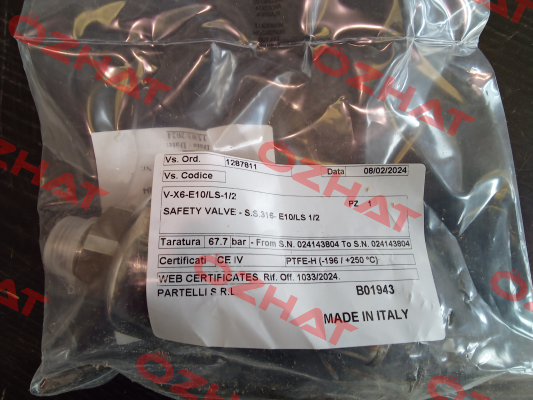 OZHAT
OZHAT
OZHAT
OZHAT
Vs. Ord. 1287811 Data 08/02/2024
Vs. Codice
V-X6-E10/LS-1/2
PZ 1
SAFETY VALVE - S.S.316- E10/LS 1/2
Taratura 67.7 bar - From S.N. 024143804 To S.N. 024143804
Certificati CE IV PTFE-H (-196 / +250 °C)
WEB CERTIFICATES Rif. Off. 1033/2024.
PARTELLI S R.L B01943
MADE IN ITALY
OZHAT
OZHAT